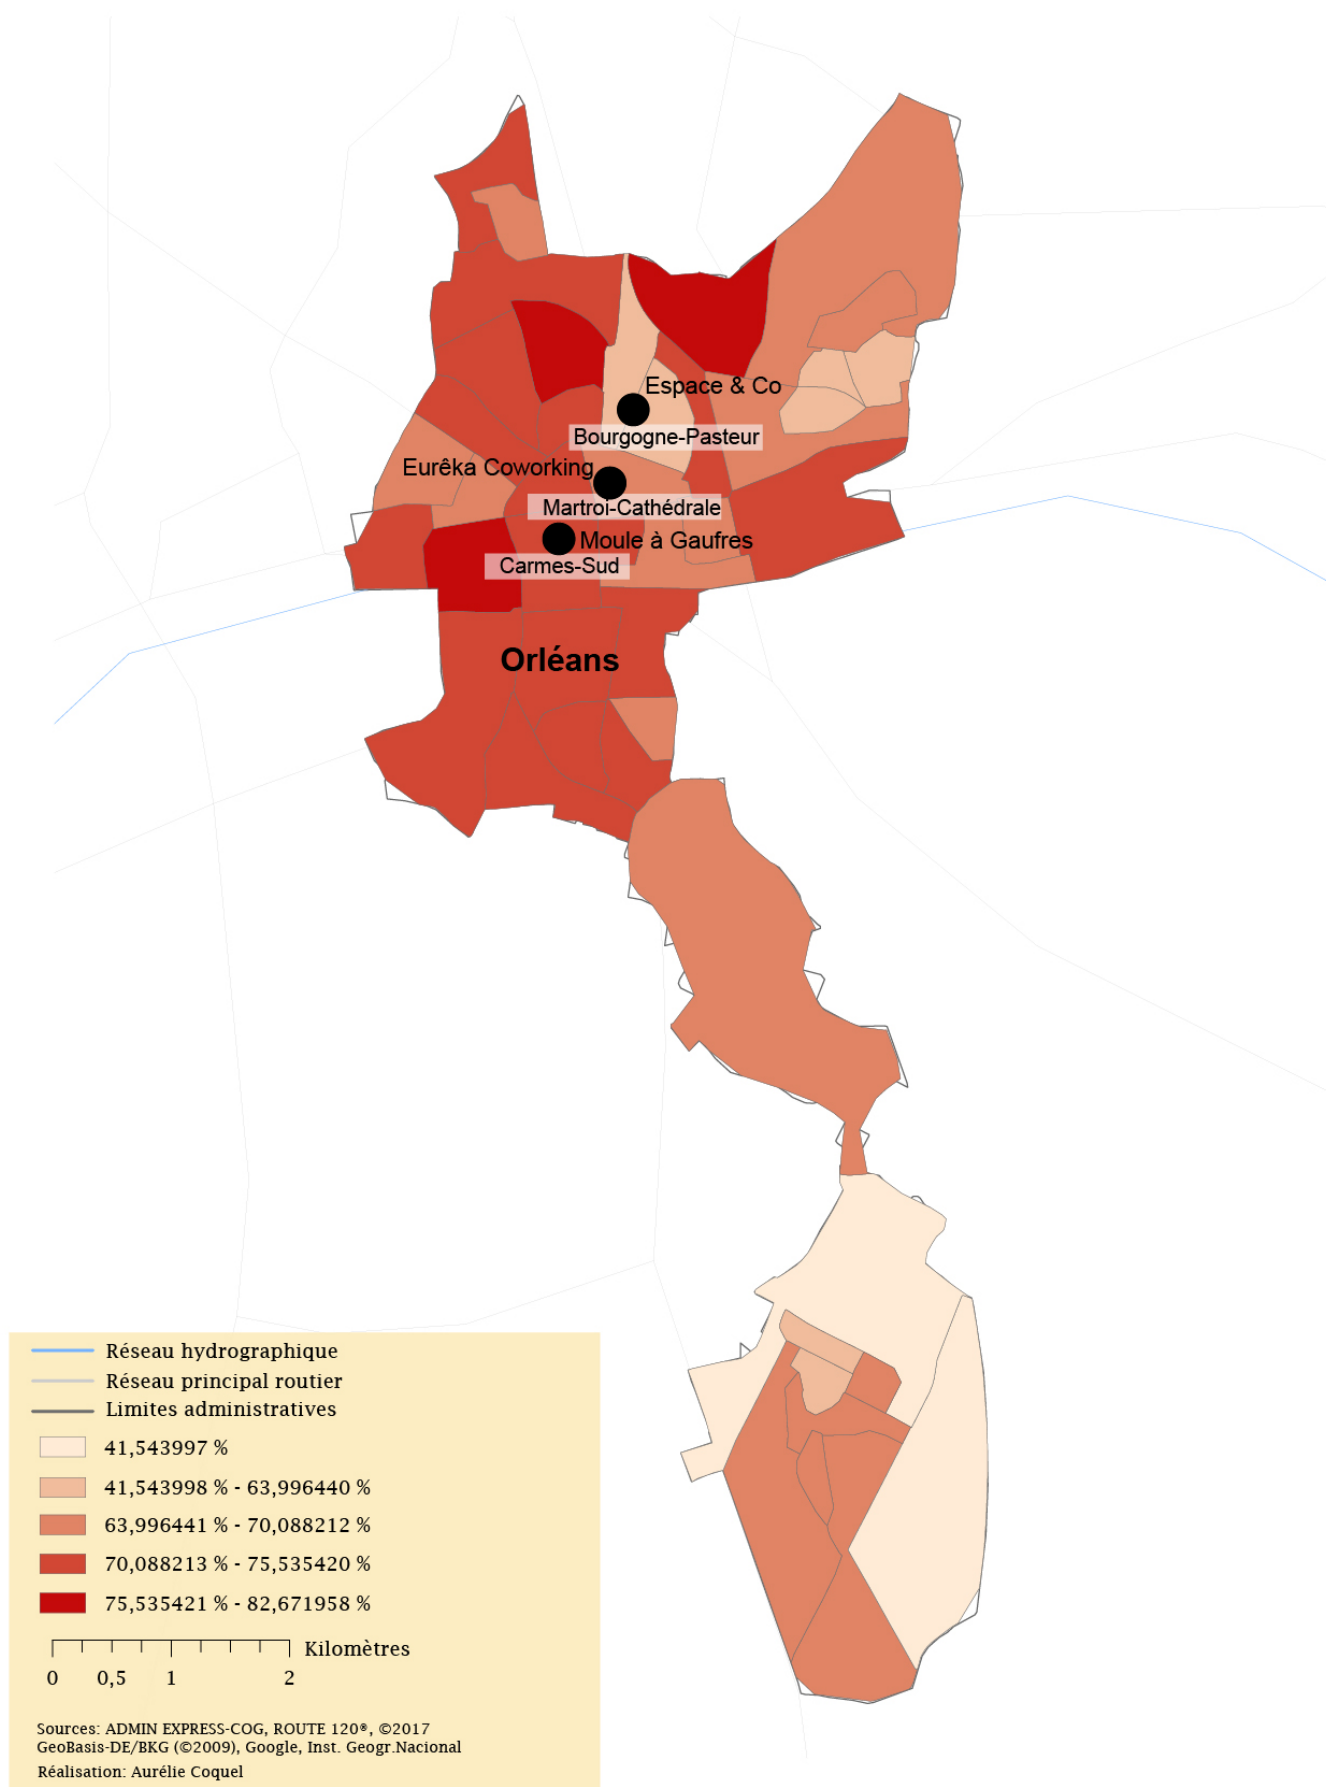 Espace & Co
Bourgogne-Pasteur
Eurêka Coworking
Martroi-Cathédrale
Moule à Gaufres
Carmes-Sud
Orléans
Réseau hydrographique
Réseau principal routier
Limites administratives
41,543997 %
41,543998 % - 63,996440 %
63,996441 % - 70,088212 %
70,088213 % - 75,535420 %
75,535421 % - 82,671958 %
Kilomètres
0 0,5 1 2
Sources: ADMIN EXPRESS-COG, ROUTE 120®, ©2017
GeoBasis-DE/BKG (©2009), Google, Inst. Geogr.Nacional
Réalisation: Aurélie Coquel